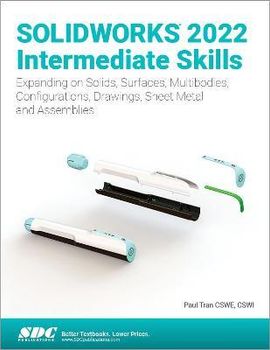 SOLIDWORKS® 2022
Intermediate Skills
Expanding on Solids, Surfaces, Multibodies,
Configurations, Drawings, Sheet Metal
and Assemblies
Paul Tran CSWE, CSWI
SDC
PUBLICATIONS
Better Textbooks. Lower Prices.
www.SDCpublications.com